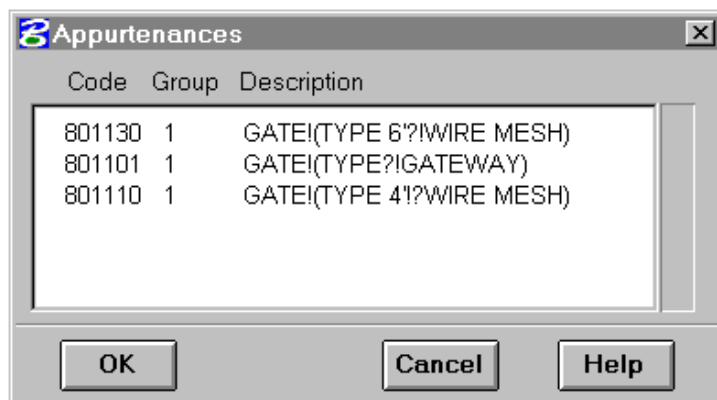 Appurtenances
Code Group Description
801130 1 GATE!(TYPE 6'?!WIRE MESH)
801101 1 GATE!(TYPE?!GATEWAY)
801110 1 GATE!(TYPE 4'!?WIRE MESH)
OK Cancel Help